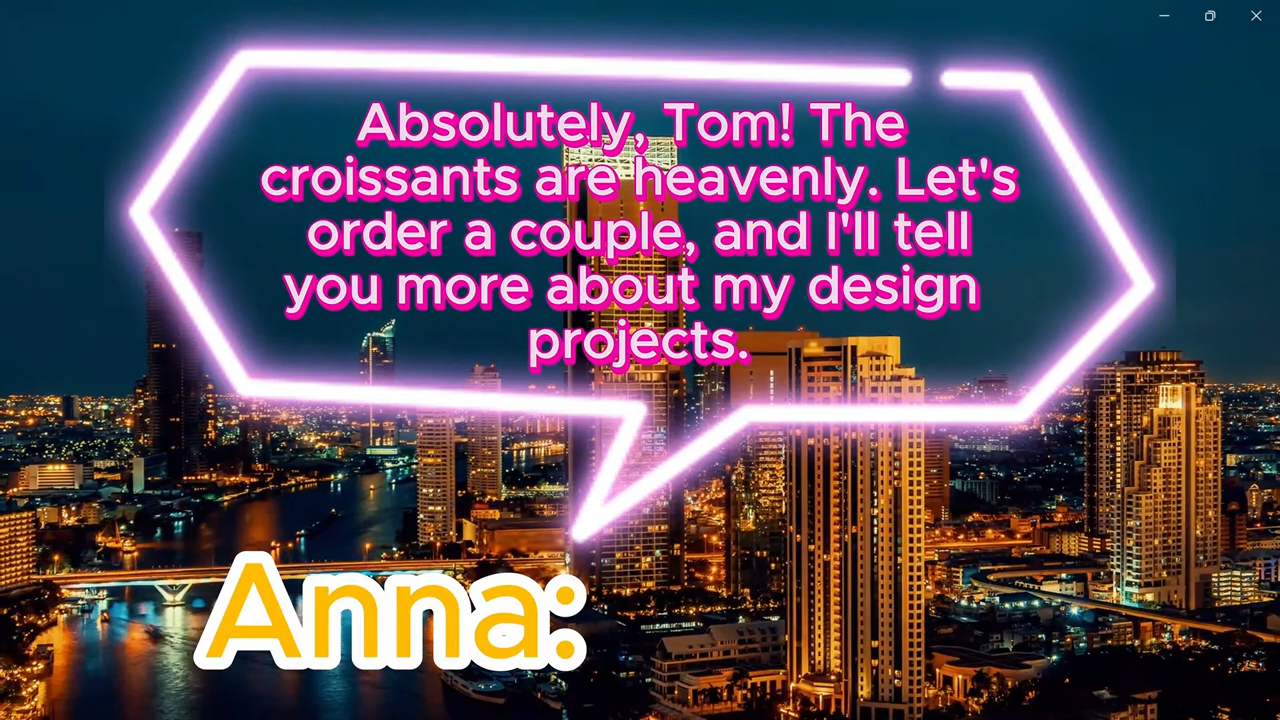 Absolutely, Tom! The
croissants are heavenly. Let's
order a couple, and I'll tell
you more about my design
projects.
Anna: